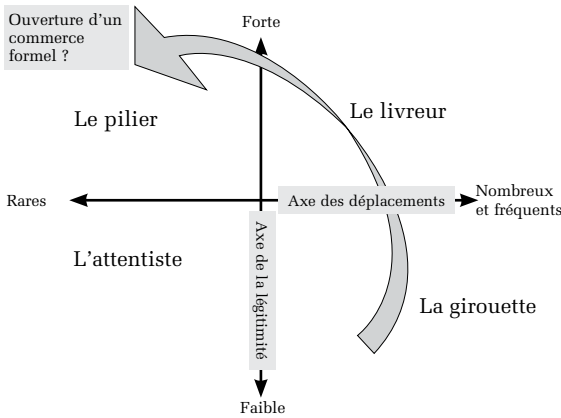 Ouverture d'un
commerce
formel ?
Forte
Le pilier
Le livreur
Rares
Axe des déplacements
Nombreux
et fréquents
L'attentiste
Axe de la légitimité
La girouette
Faible